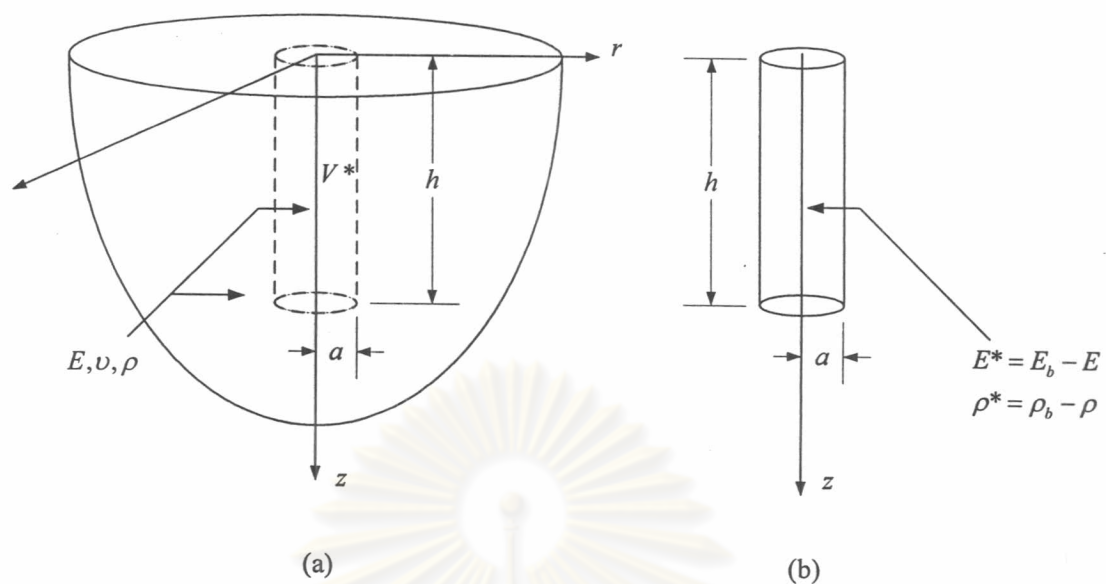 r
V*
h
a
E, υ, ρ
z
(a)
h
a
E* = E_b − E
ρ* = ρ_b − ρ
z
(b)